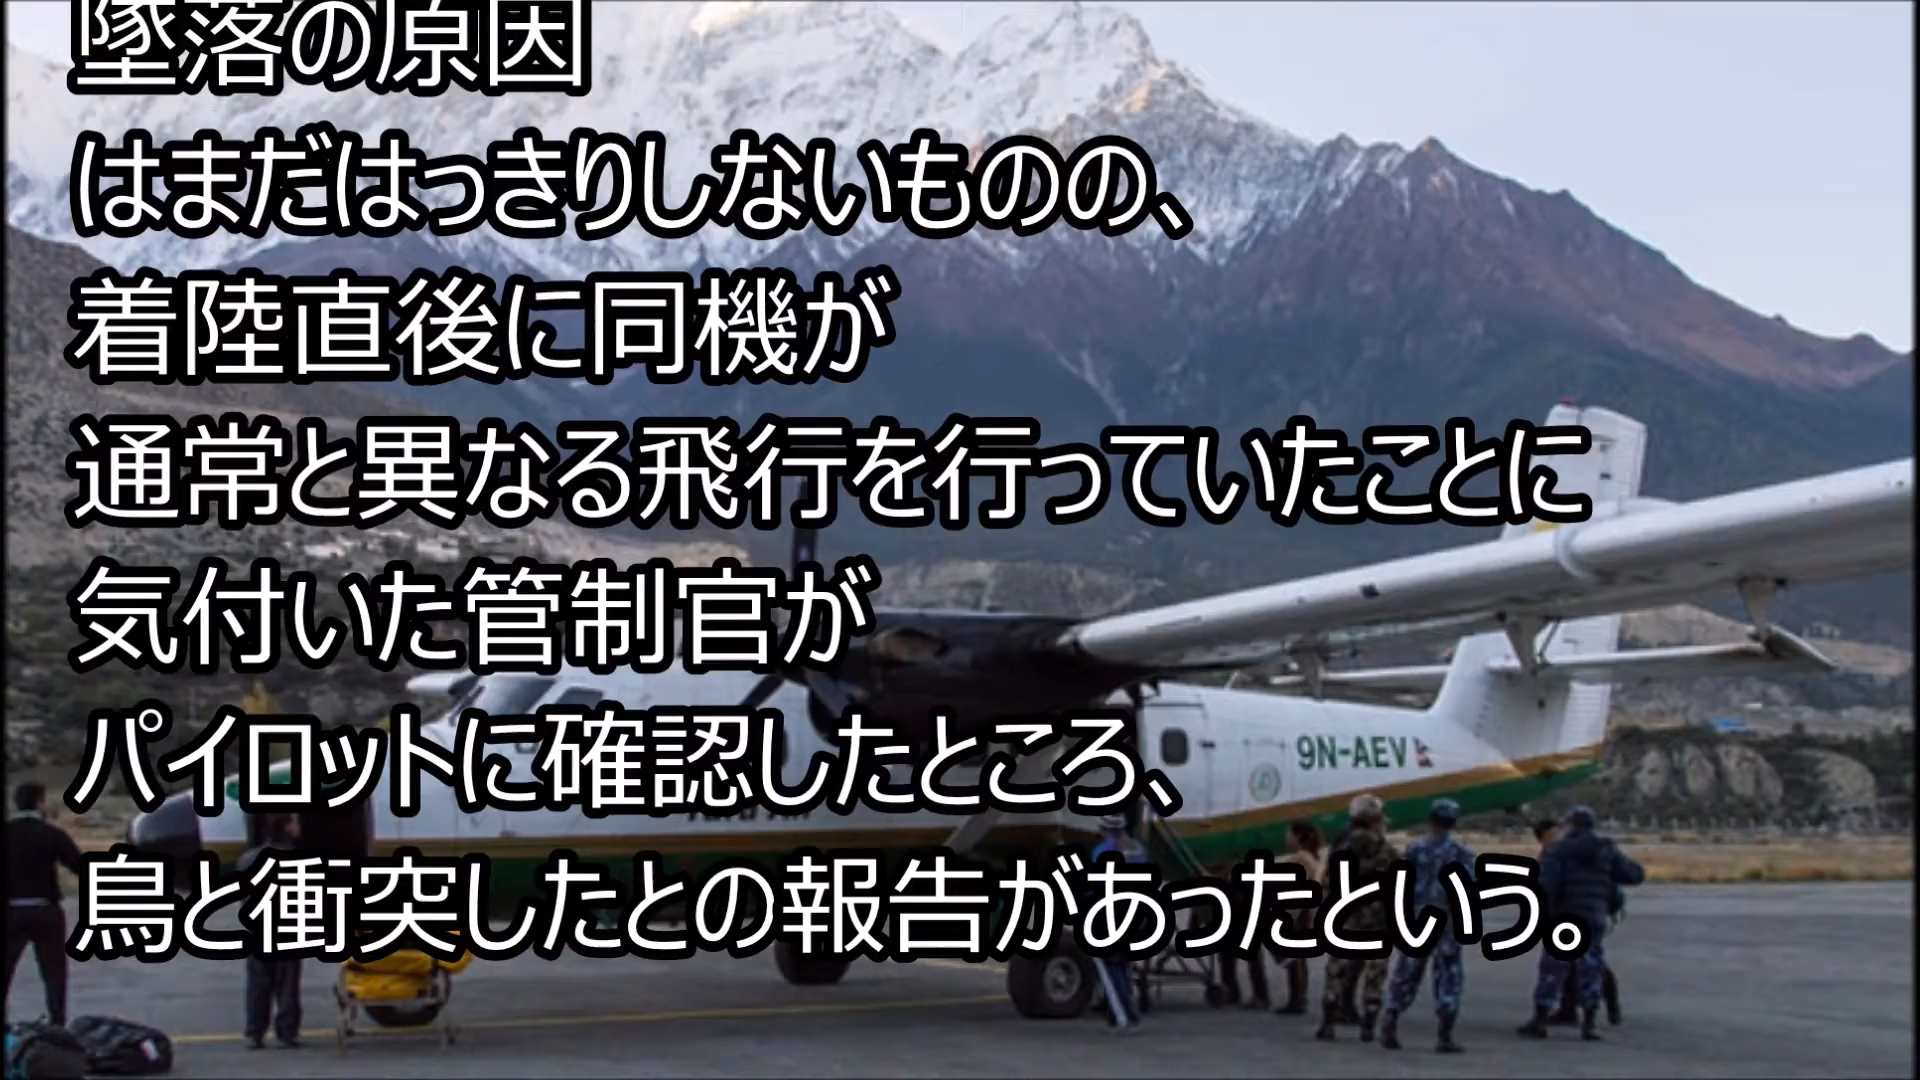 墜落の原因
はまだはっきりしないものの、
着陸直後に同機が
通常と異なる飛行を行っていたことに
気付いた管制官が
パイロットに確認したところ、
鳥と衝突したとの報告があったという。
9N-AEV